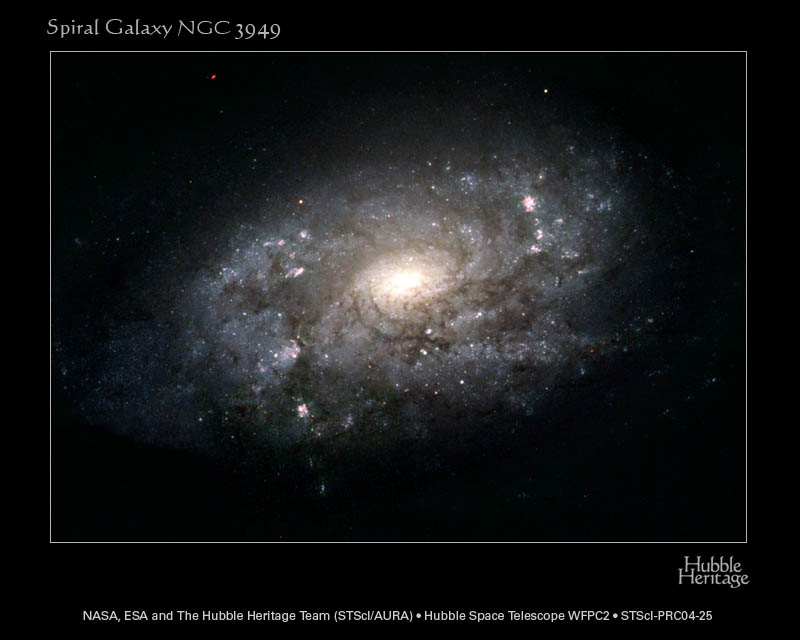 Spiral Galaxy NGC 3949
Hubble
Heritage
NASA, ESA and The Hubble Heritage Team (STScI/AURA) • Hubble Space Telescope WFPC2 • STScI-PRC04-25